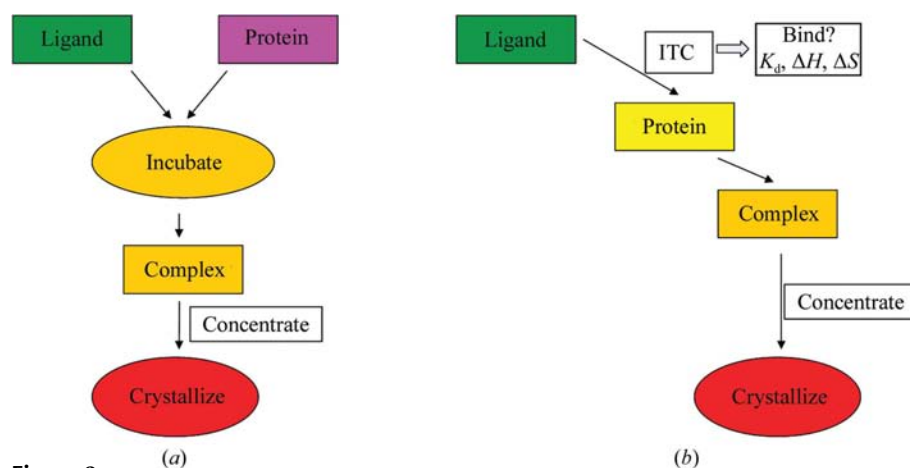 Ligand
Protein
Incubate
Complex
Concentrate
Crystallize
(a)
Ligand
ITC
Bind?
Kd, ΔH, ΔS
Protein
Complex
Concentrate
Crystallize
(b)